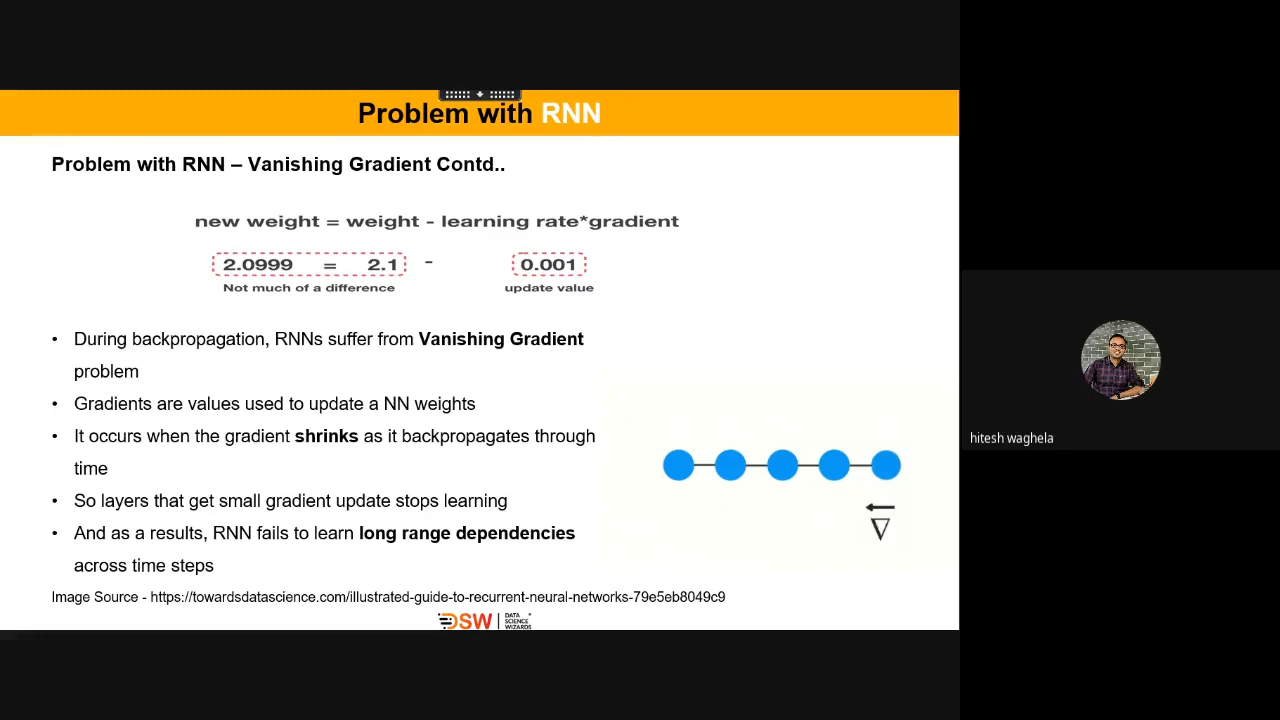 Problem with RNN
Problem with RNN – Vanishing Gradient Contd..
new weight = weight - learning rate*gradient
2.0999 = 2.1 - 0.001
Not much of a difference update value
• During backpropagation, RNNs suffer from Vanishing Gradient
problem
• Gradients are values used to update a NN weights
• It occurs when the gradient shrinks as it backpropagates through
time
• So layers that get small gradient update stops learning
• And as a results, RNN fails to learn long range dependencies
across time steps
∇
Image Source - https://towardsdatascience.com/illustrated-guide-to-recurrent-neural-networks-79e5eb8049c9
DSW | DATA
SCIENCE
WIZARDS
hitesh waghela